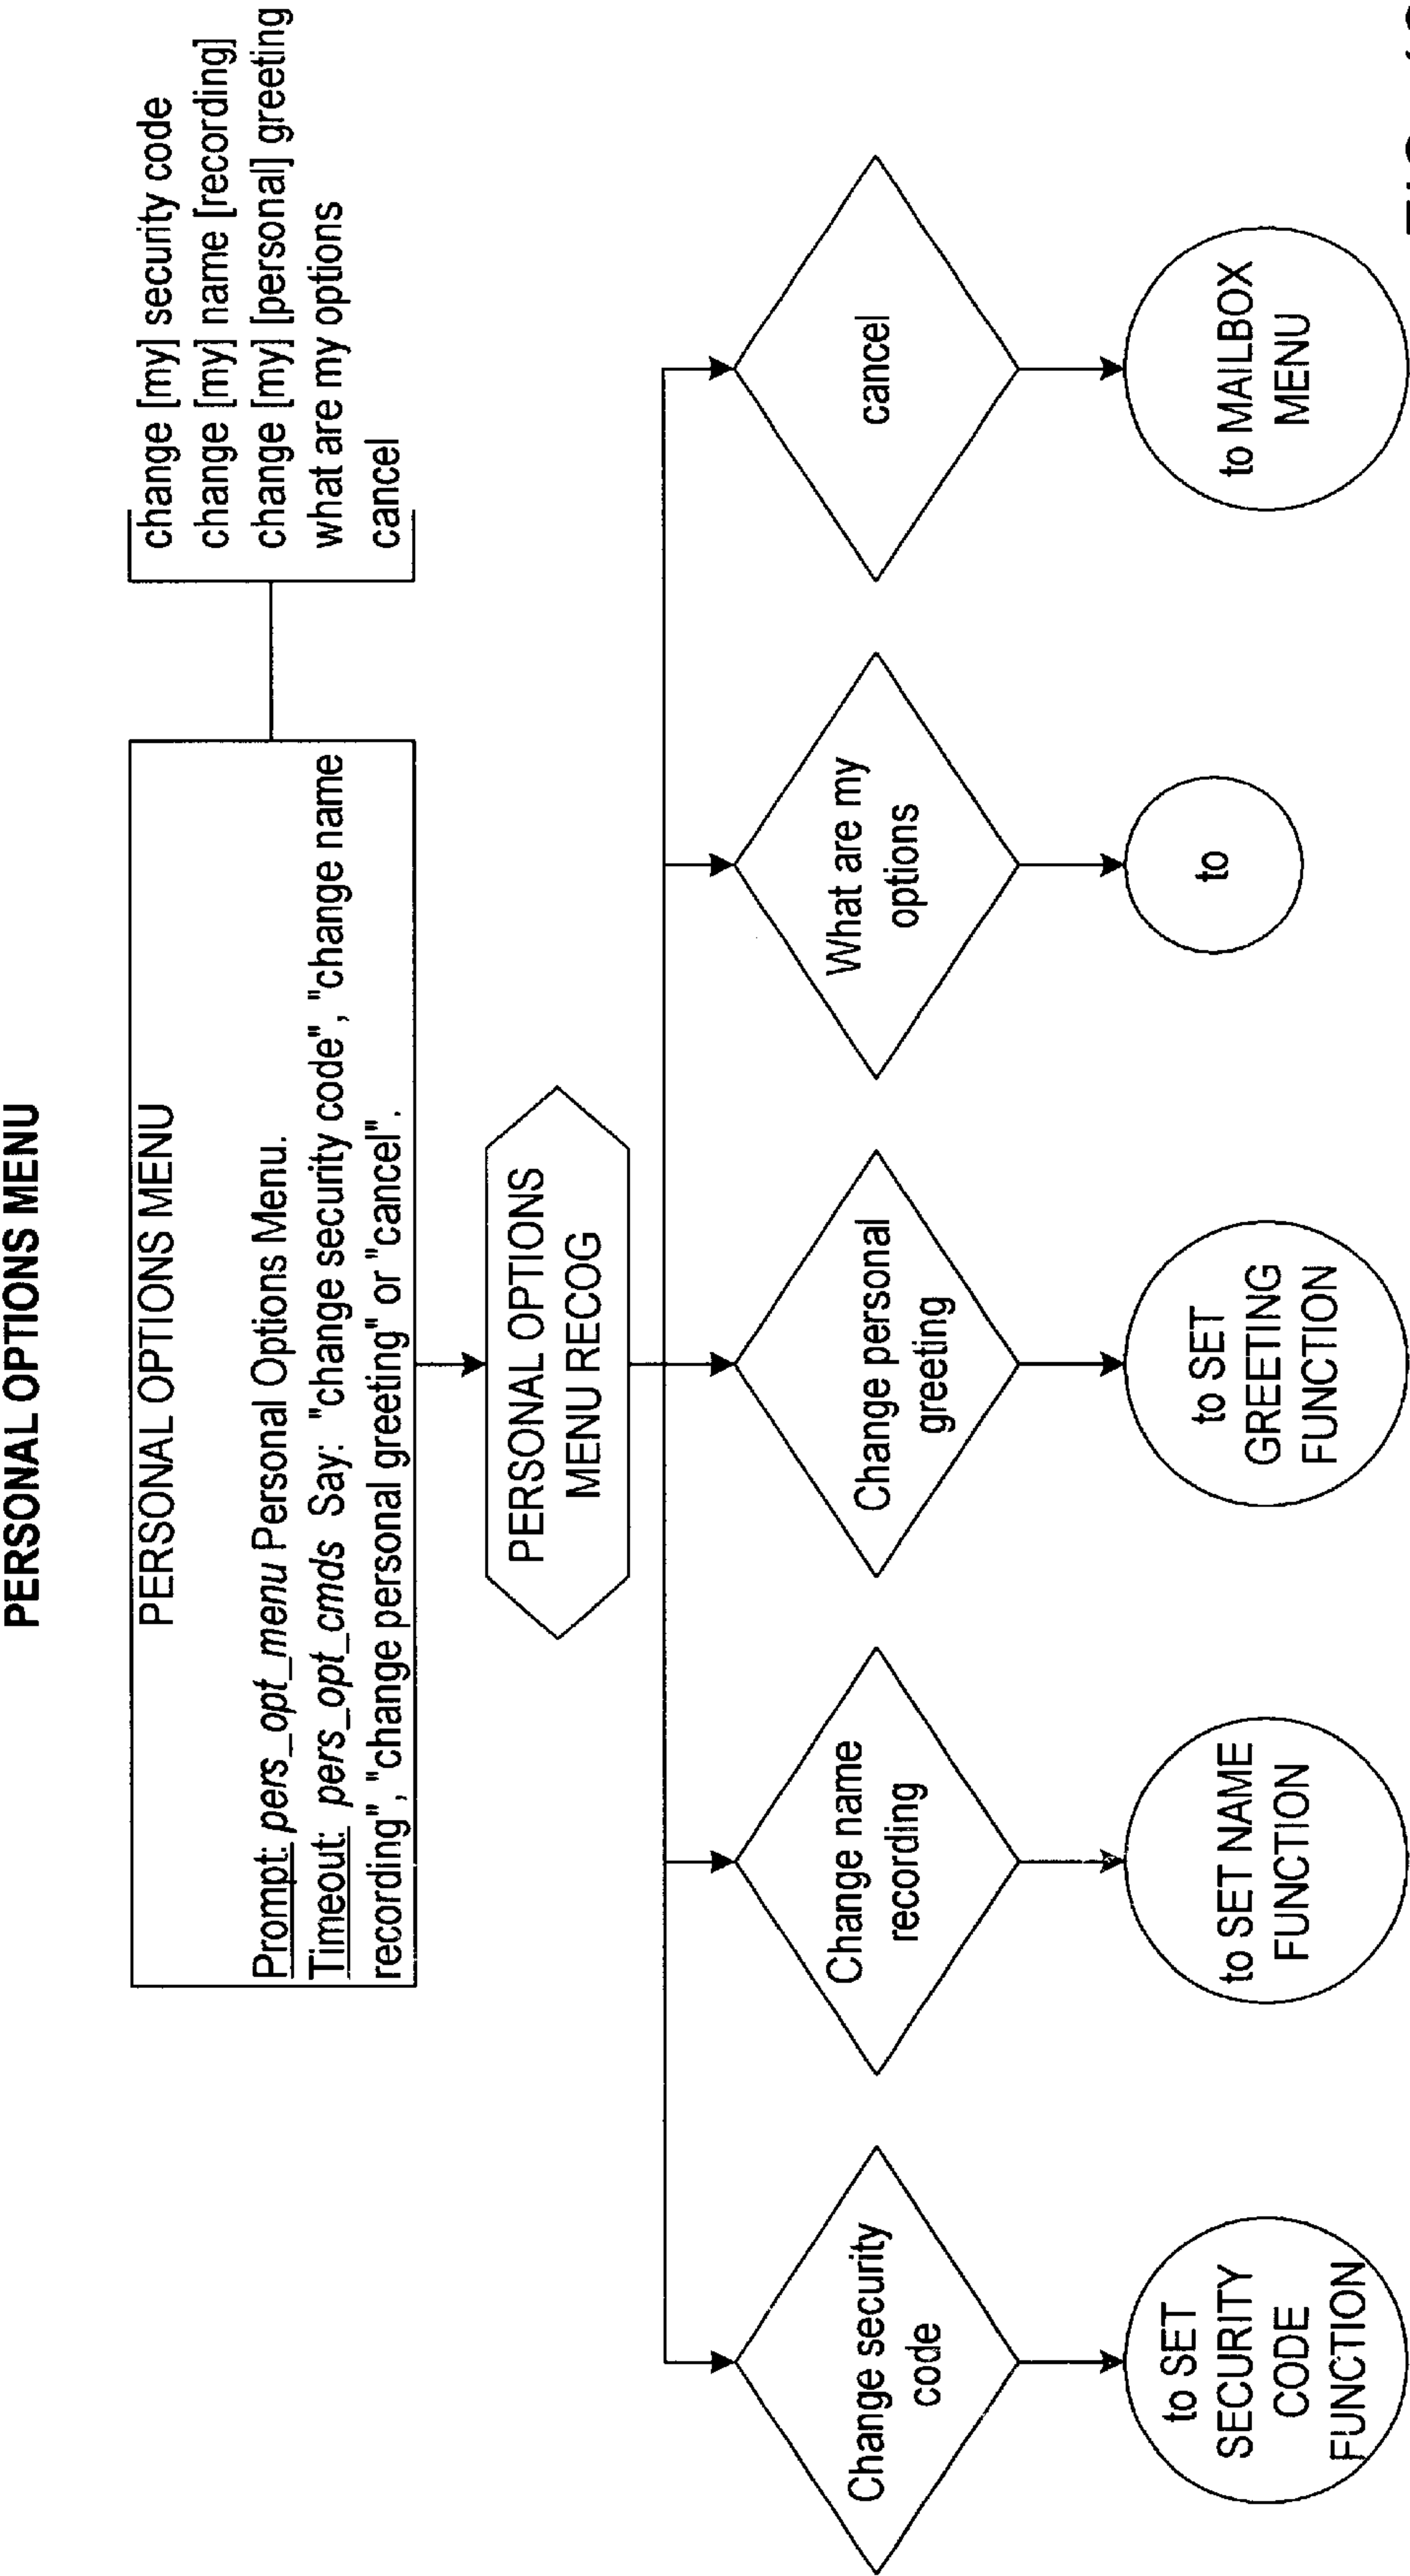 PERSONAL OPTIONS MENU
PERSONAL OPTIONS MENU
Prompt: pers_opt_menu Personal Options Menu.
Timeout: pers_opt_cmds Say: "change security code", "change name
recording", "change personal greeting" or "cancel".
change [my] security code
change [my] name [recording]
change [my] [personal] greeting
what are my options
cancel
PERSONAL OPTIONS
MENU RECOG
Change security
code
Change name
recording
Change personal
greeting
What are my
options
cancel
to SET
SECURITY
CODE
FUNCTION
to SET NAME
FUNCTION
to SET
GREETING
FUNCTION
to
to MAILBOX
MENU